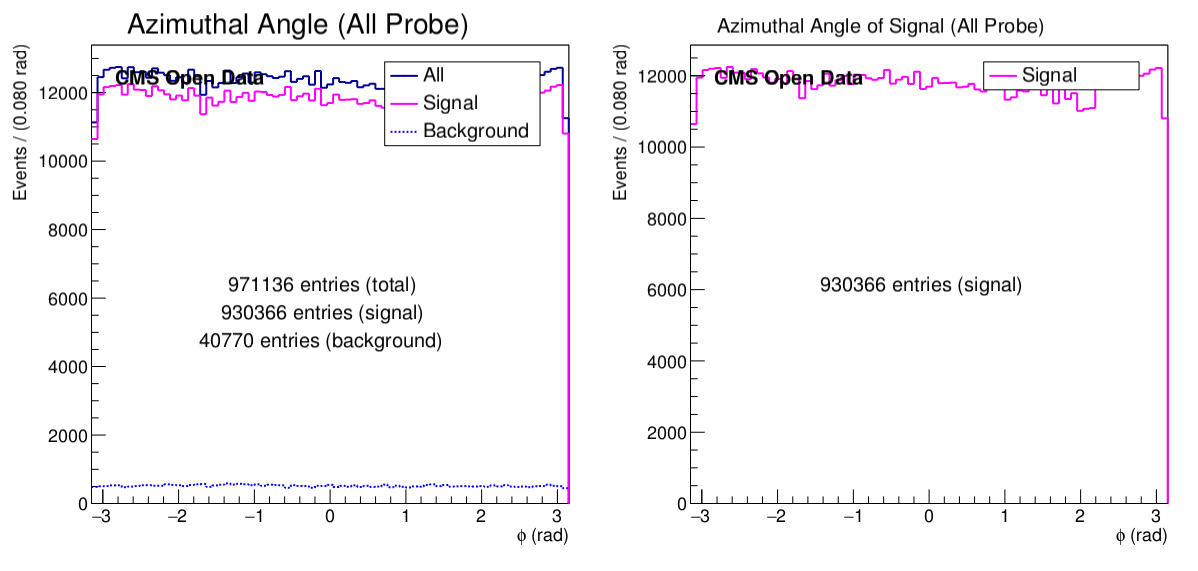 Azimuthal Angle (All Probe)
Events / (0.080 rad)
CMS Open Data
All
Signal
Background
12000
10000
8000
6000
4000
2000
0
971136 entries (total)
930366 entries (signal)
40770 entries (background)
−3 −2 −1 0 1 2 3
ϕ (rad)
Azimuthal Angle of Signal (All Probe)
Events / (0.080 rad)
CMS Open Data
Signal
12000
10000
8000
6000
4000
2000
0
930366 entries (signal)
−3 −2 −1 0 1 2 3
ϕ (rad)